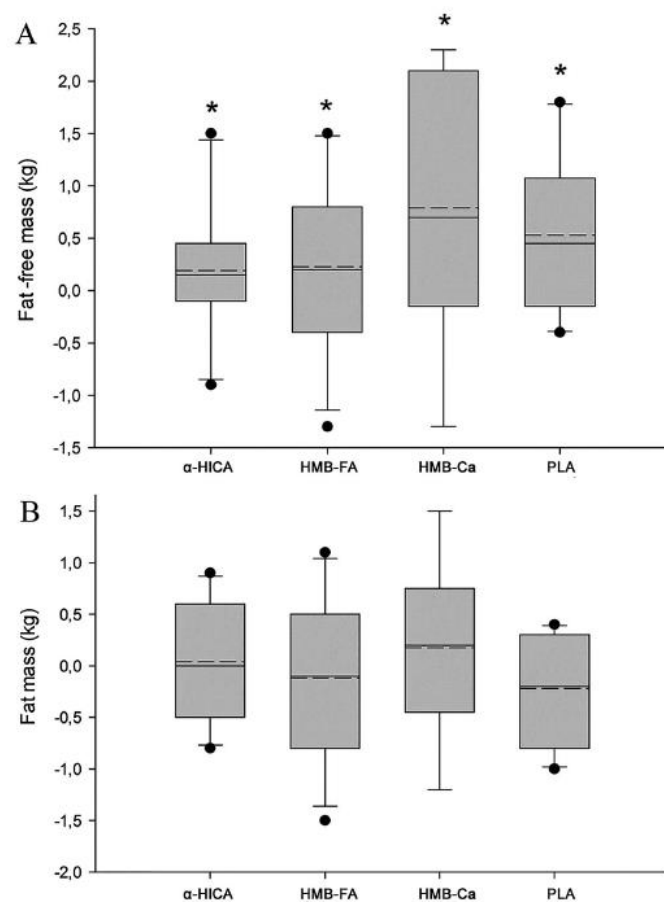 A
Fat -free mass (kg)
2,5
2,0
1,5
1,0
0,5
0,0
-0,5
-1,0
-1,5
* * * *
α-HICA HMB-FA HMB-Ca PLA
B
Fat mass (kg)
1,5
1,0
0,5
0,0
-0,5
-1,0
-1,5
-2,0
α-HICA HMB-FA HMB-Ca PLA